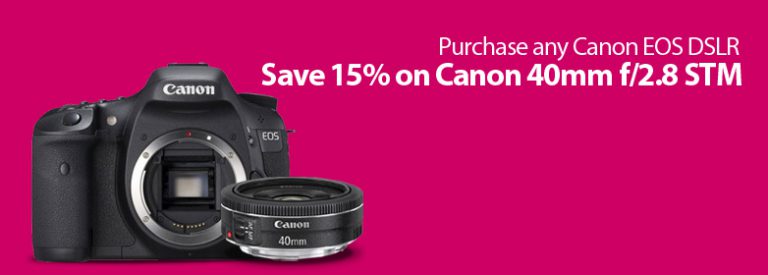 Purchase any Canon EOS DSLR
Save 15% on Canon 40mm f/2.8 STM
Canon
EOS
Canon
40mm